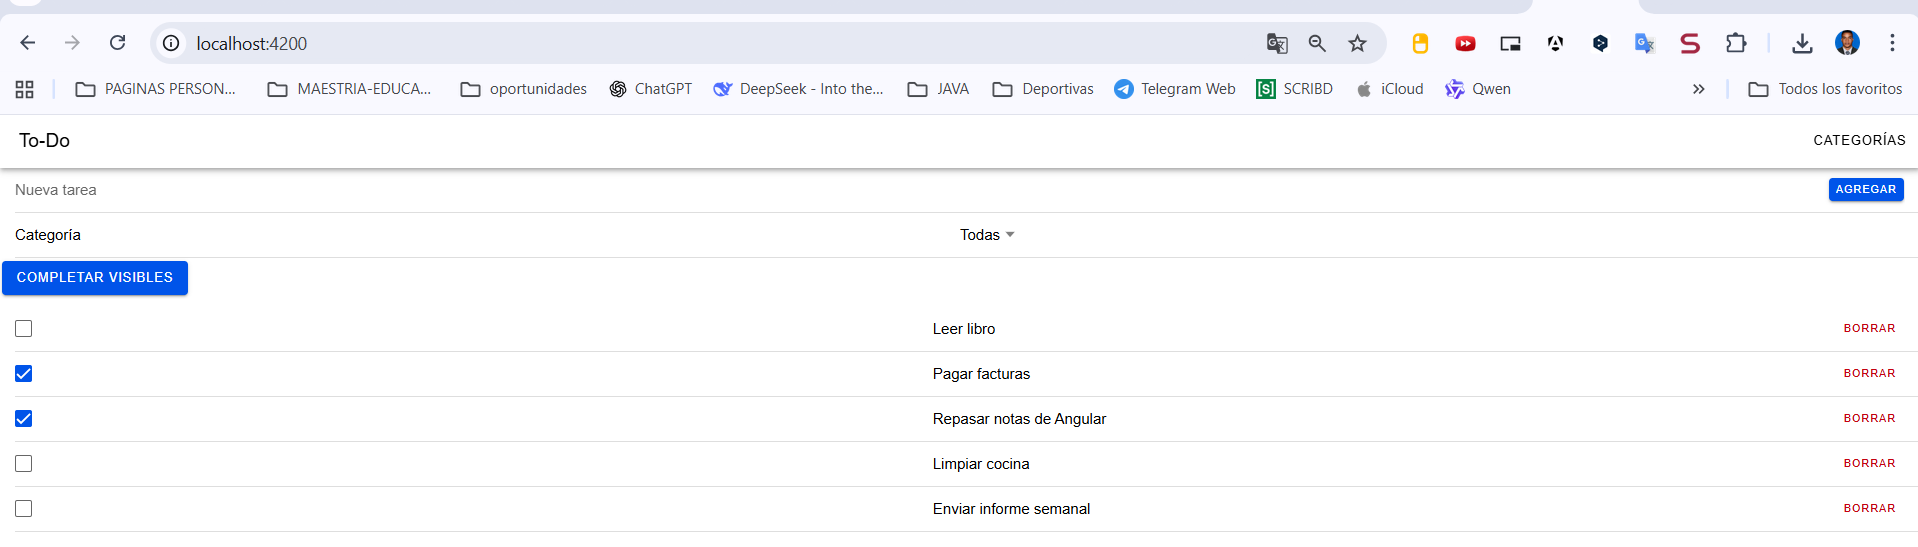 localhost:4200
PAGINAS PERSON... MAESTRIA-EDUCA... oportunidades ChatGPT DeepSeek - Into the... JAVA Deportivas Telegram Web [S] SCRIBD iCloud Qwen » Todos los favoritos
To-Do CATEGORÍAS
Nueva tarea AGREGAR
Categoría Todas
COMPLETAR VISIBLES
Leer libro BORRAR
Pagar facturas BORRAR
Repasar notas de Angular BORRAR
Limpiar cocina BORRAR
Enviar informe semanal BORRAR